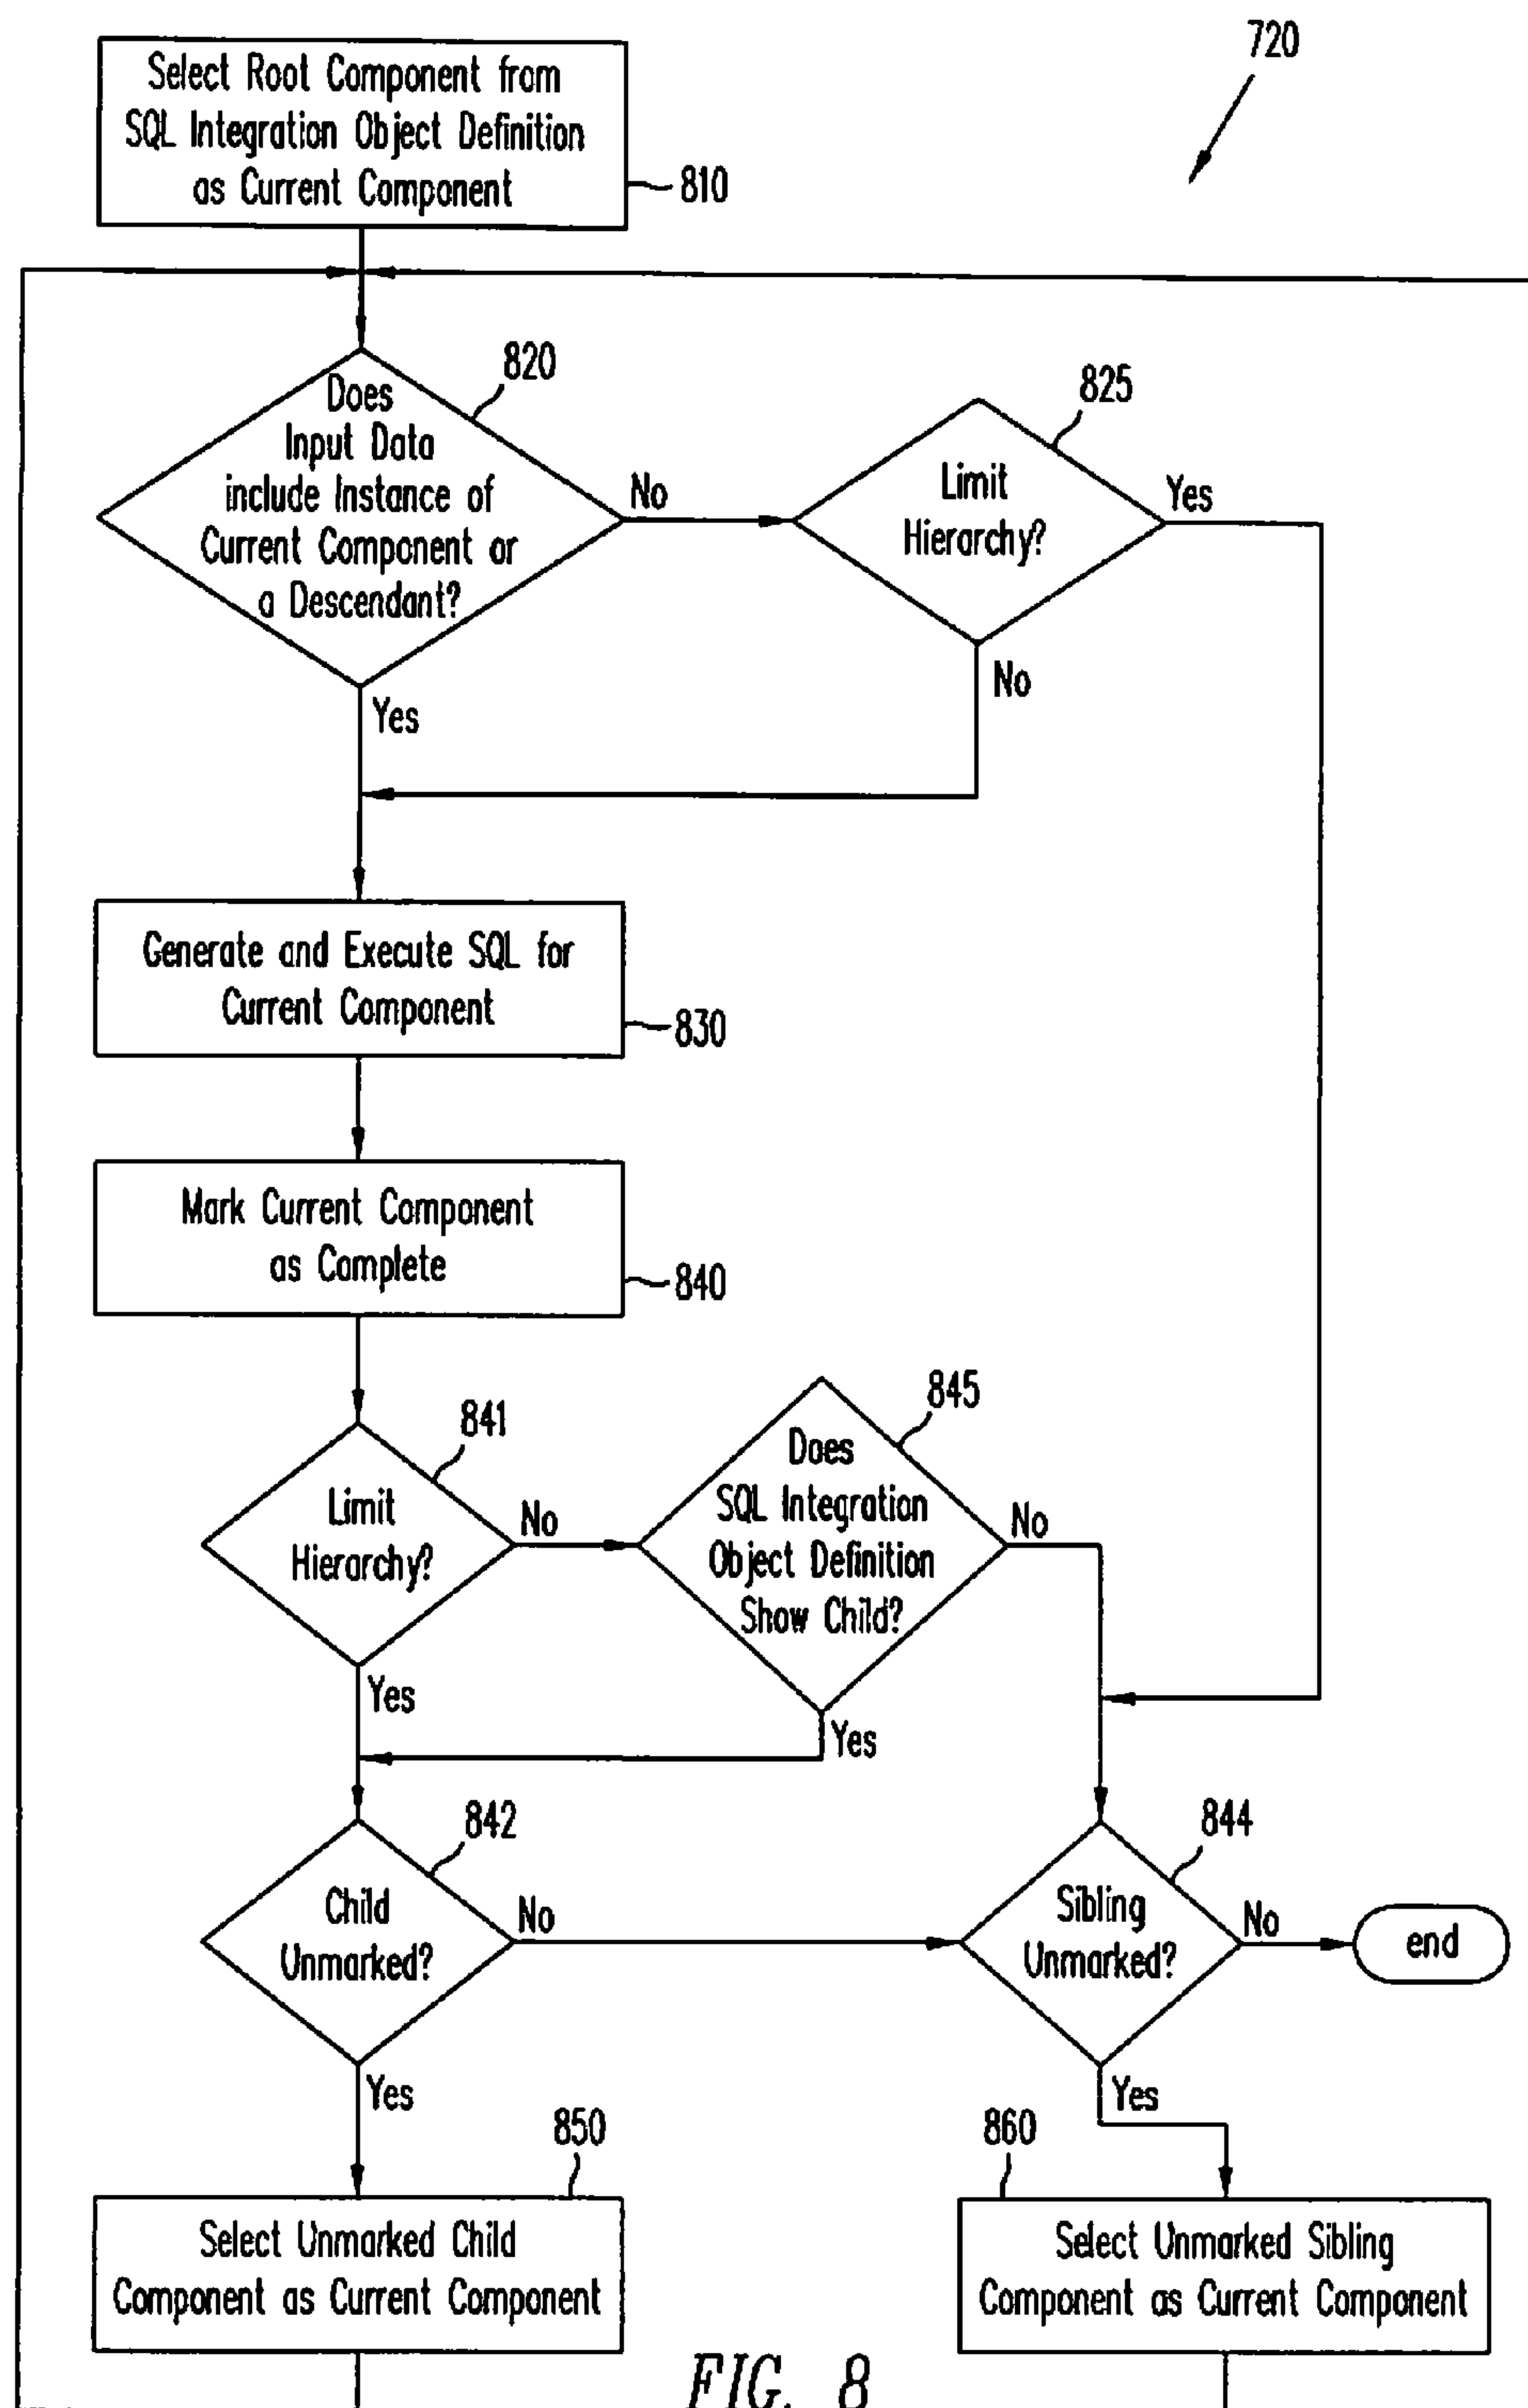 720
Select Root Component from
SQL Integration Object Definition
as Current Component
810
820
Does
Input Data
include Instance of
Current Component or
a Descendant?
No
825
Limit
Hierarchy?
Yes
No
Yes
Generate and Execute SQL for
Current Component
830
Mark Current Component
as Complete
840
841
Limit
Hierarchy?
No
Yes
845
Does
SQL Integration
Object Definition
Show Child?
No
Yes
842
Child
Unmarked?
No
Yes
844
Sibling
Unmarked?
No
end
Yes
850
Select Unmarked Child
Component as Current Component
860
Select Unmarked Sibling
Component as Current Component
FIG. 8